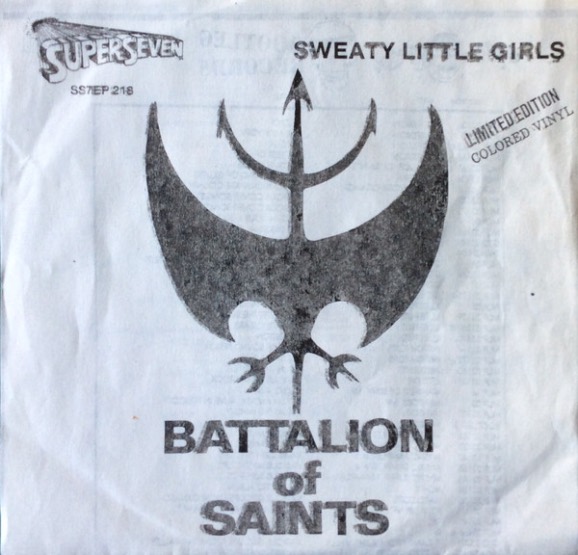 SUPERSEVEN
SS7EP 218
SWEATY LITTLE GIRLS
LIMITED EDITION
COLORED VINYL
BATTALION
of
SAINTS